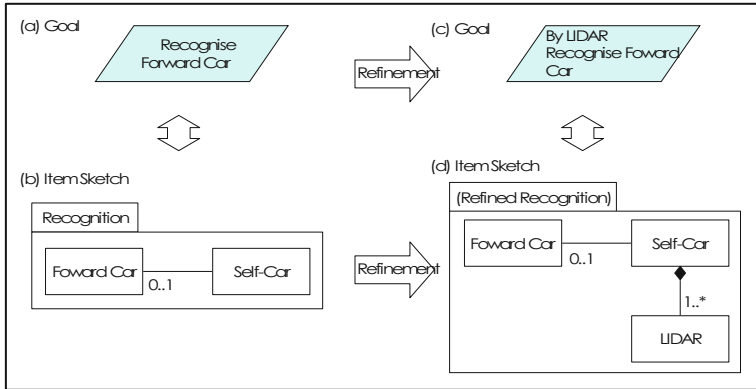 (a) Goal
Recognise
Forward Car
Refinement
(c) Goal
By LIDAR
Recognise Foward
Car
(b) Item Sketch
Recognition
Foward Car
0..1
Self-Car
Refinement
(d) Item Sketch
(Refined Recognition)
Foward Car
0..1
Self-Car
1..*
LIDAR